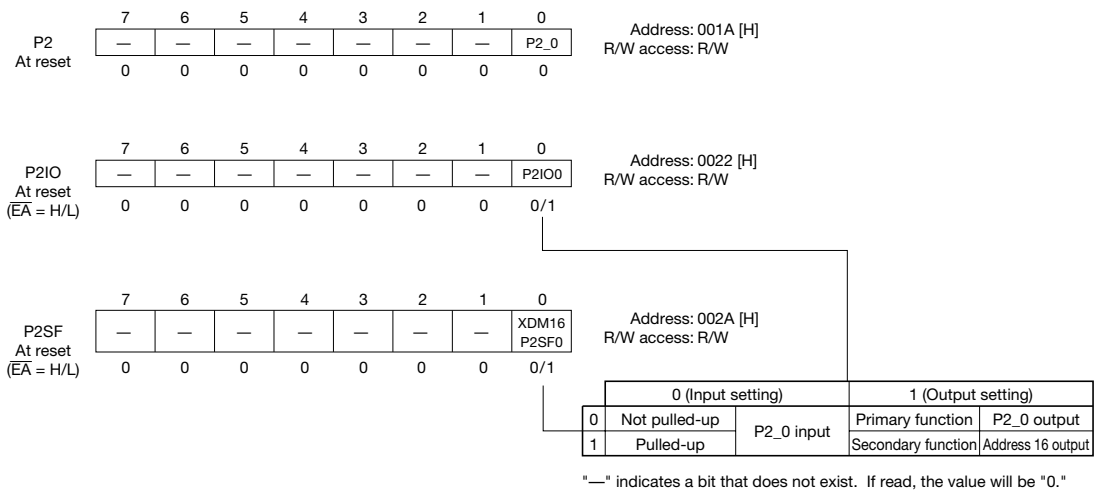 7 6 5 4 3 2 1 0
P2 — — — — — — — P2_0
At reset 0 0 0 0 0 0 0 0
Address: 001A [H]
R/W access: R/W
7 6 5 4 3 2 1 0
P2IO — — — — — — — P2IO0
At reset
(EA = H/L) 0 0 0 0 0 0 0 0/1
Address: 0022 [H]
R/W access: R/W
7 6 5 4 3 2 1 0
XDM16
P2SF — — — — — — — P2SF0
At reset
(EA = H/L) 0 0 0 0 0 0 0 0/1
Address: 002A [H]
R/W access: R/W
0 (Input setting) 1 (Output setting)
0 Not pulled-up P2_0 input Primary function P2_0 output
1 Pulled-up Secondary function Address 16 output
"—" indicates a bit that does not exist. If read, the value will be "0."